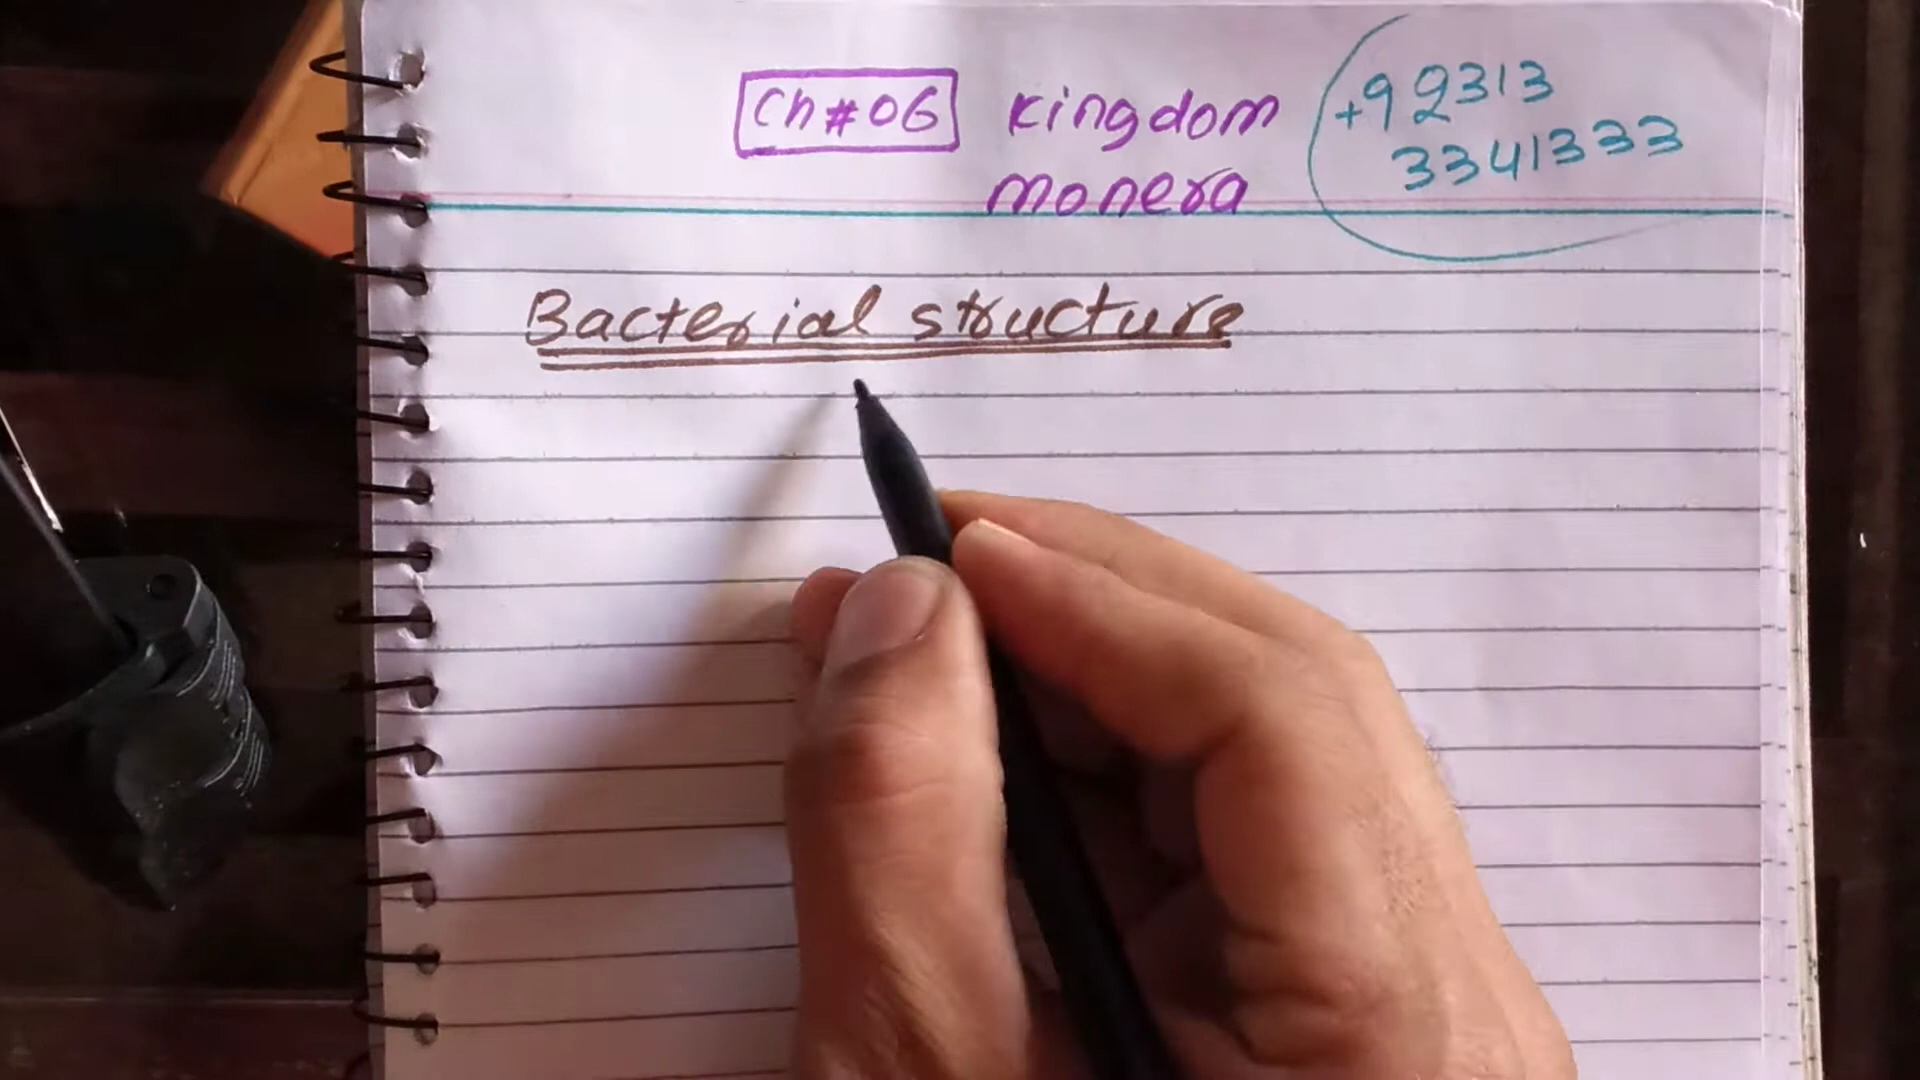 Ch # 06 Kingdom
monera
+92313
3341333
Bacterial structure